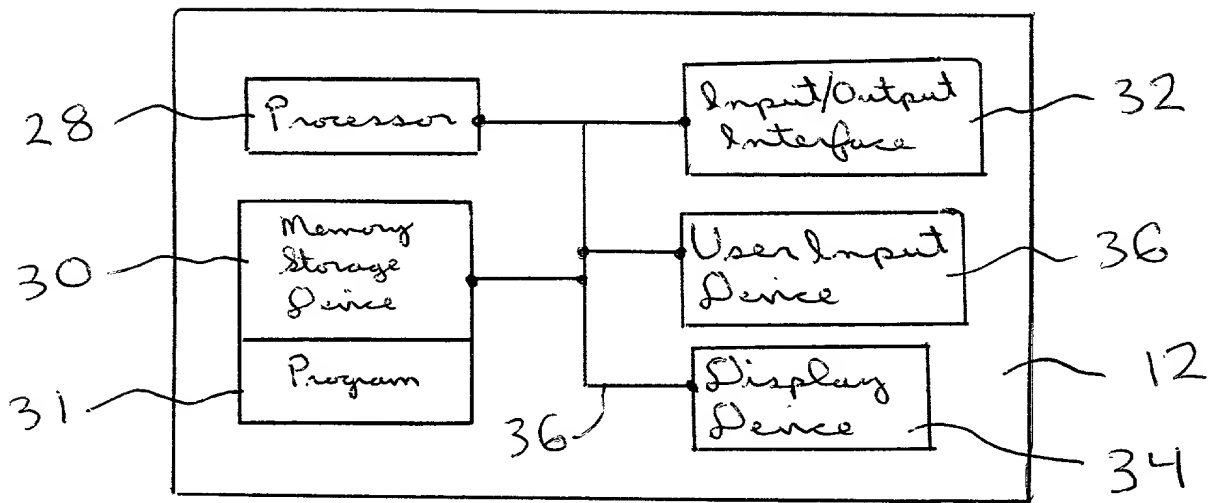 28
Processor
Input/Output
Interface
32
30
Memory
Storage
Device
User Input
Device
36
31
Program
36
Display
Device
12
34